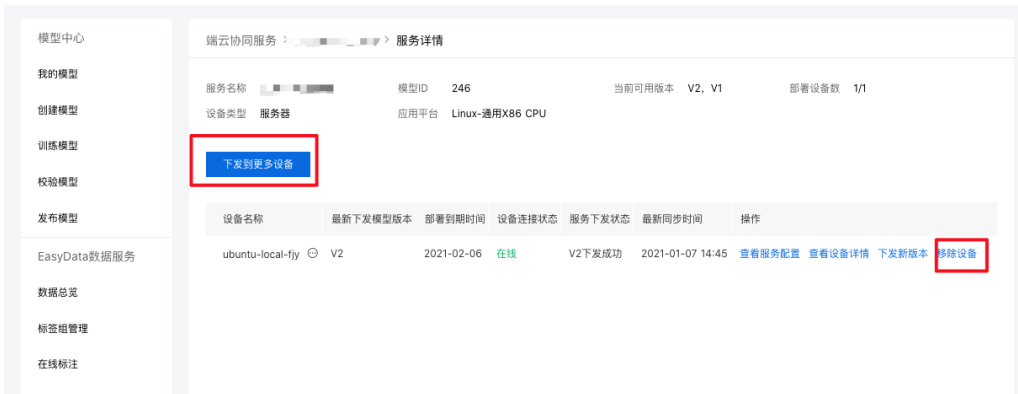 模型中心
我的模型
创建模型
训练模型
校验模型
发布模型
EasyData数据服务
数据总览
标签组管理
在线标注
端云协同服务 > > 服务详情
服务名称 模型ID 246 当前可用版本 V2，V1 部署设备数 1/1
设备类型 服务器 应用平台 Linux-通用X86 CPU
下发到更多设备
设备名称 最新下发模型版本 部署到期时间 设备连接状态 服务下发状态 最新同步时间 操作
ubuntu-local-fjy V2 2021-02-06 在线 V2下发成功 2021-01-07 14:45 查看服务配置 查看设备详情 下发新版本 移除设备